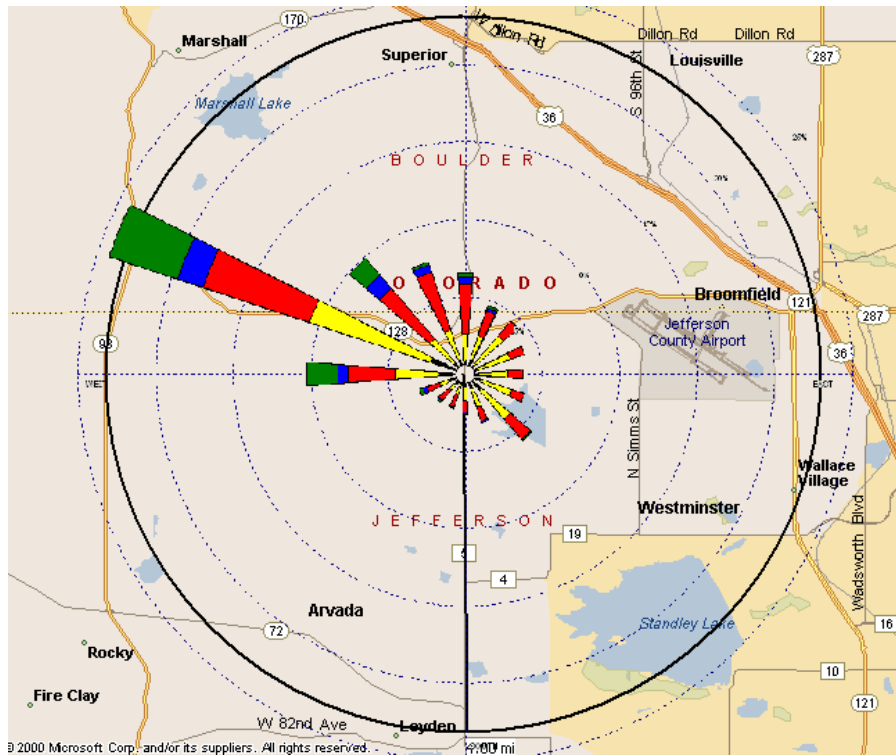 170
W Dillon Rd
Dillon Rd
Dillon Rd
Marshall
Superior
Louisville
287
S 96th St
Marshall Lake
36
25%
BOULDER
17%
8%
COLORADO
Broomfield
121
128
Jefferson
County Airport
287
93
36
EAST
N Simms St
Wallace
Village
Westminster
Wadsworth Blvd
JEFFERSON
19
4
Arvada
72
Standley Lake
16
Rocky
10
Fire Clay
121
W 82nd Ave
Leyden
© 2000 Microsoft Corp. and/or its suppliers. All rights reserved.